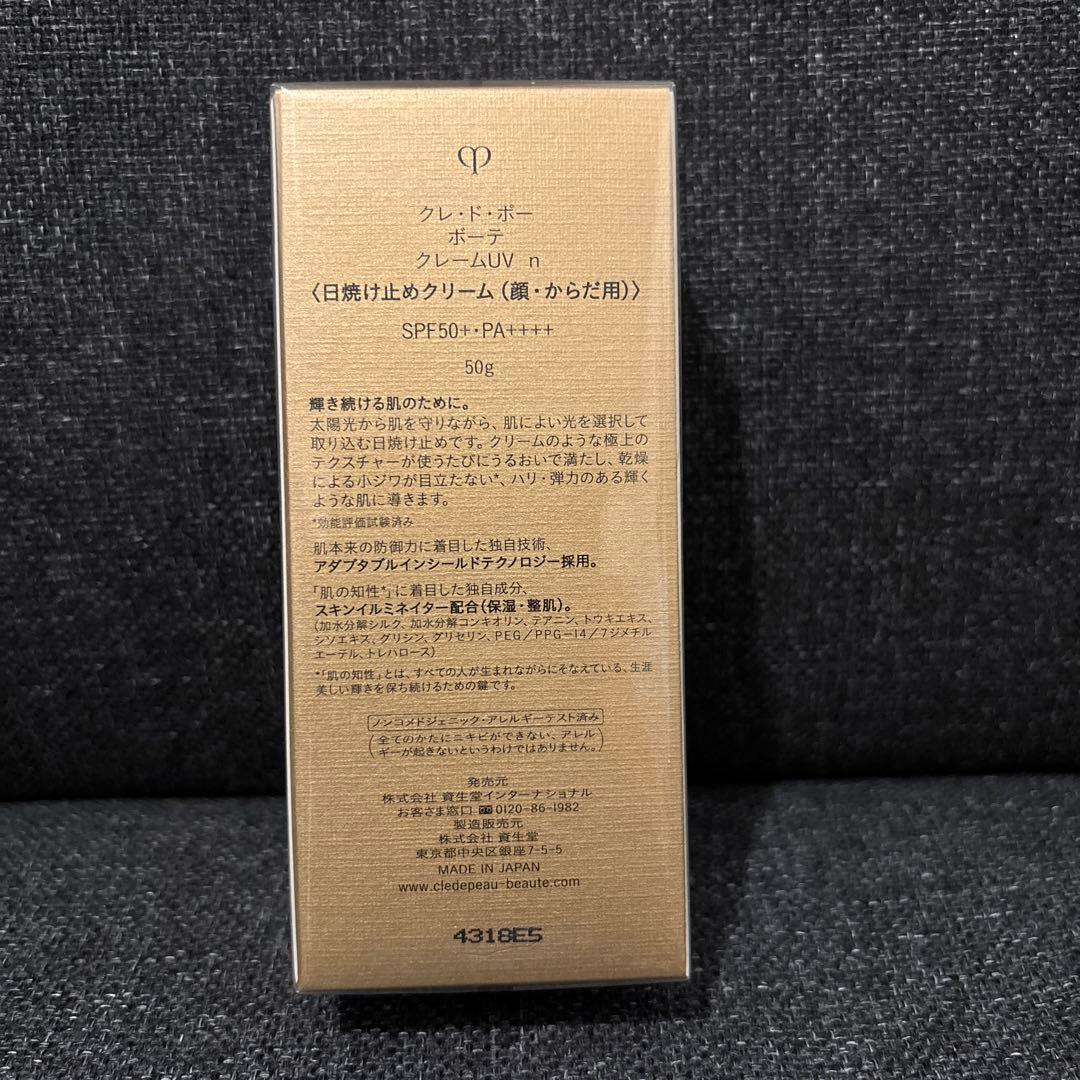 クレ・ド・ポー
ボーテ
クレームUV n
〈日焼け止めクリーム（顔・からだ用）〉
SPF50+・PA++++
50g
輝き続ける肌のために。
太陽光から肌を守りながら、肌によい光を選択して
取り込む日焼け止めです。クリームのような極上の
テクスチャーが使うたびにうるおいで満たし、乾燥
による小ジワが目立たない*、ハリ・弾力のある輝く
ような肌に導きます。
*効能評価試験済み
肌本来の防御力に着目した独自技術、
アダプタブルインシールドテクノロジー採用。
「肌の知性*」に着目した独自成分、
スキンイルミネイター配合（保湿・整肌）。
（加水分解シルク、加水分解コンキオリン、テアニン、トウキエキス、
シソエキス、グリシン、グリセリン、PEG／PPG－14／7ジメチル
エーテル、トレハロース）
*「肌の知性」とは、すべての人が生まれながらにそなえている、生涯
美しい輝きを保ち続けるための鍵です。
ノンコメドジェニック・アレルギーテスト済み
（全てのかたにニキビができない、アレル
ギーが起きないというわけではありません。）
発売元
株式会社 資生堂インターナショナル
お客さま窓口 0120-86-1982
製造販売元
株式会社 資生堂
東京都中央区銀座7-5-5
MADE IN JAPAN
www.cledepeau-beaute.com
4318E5